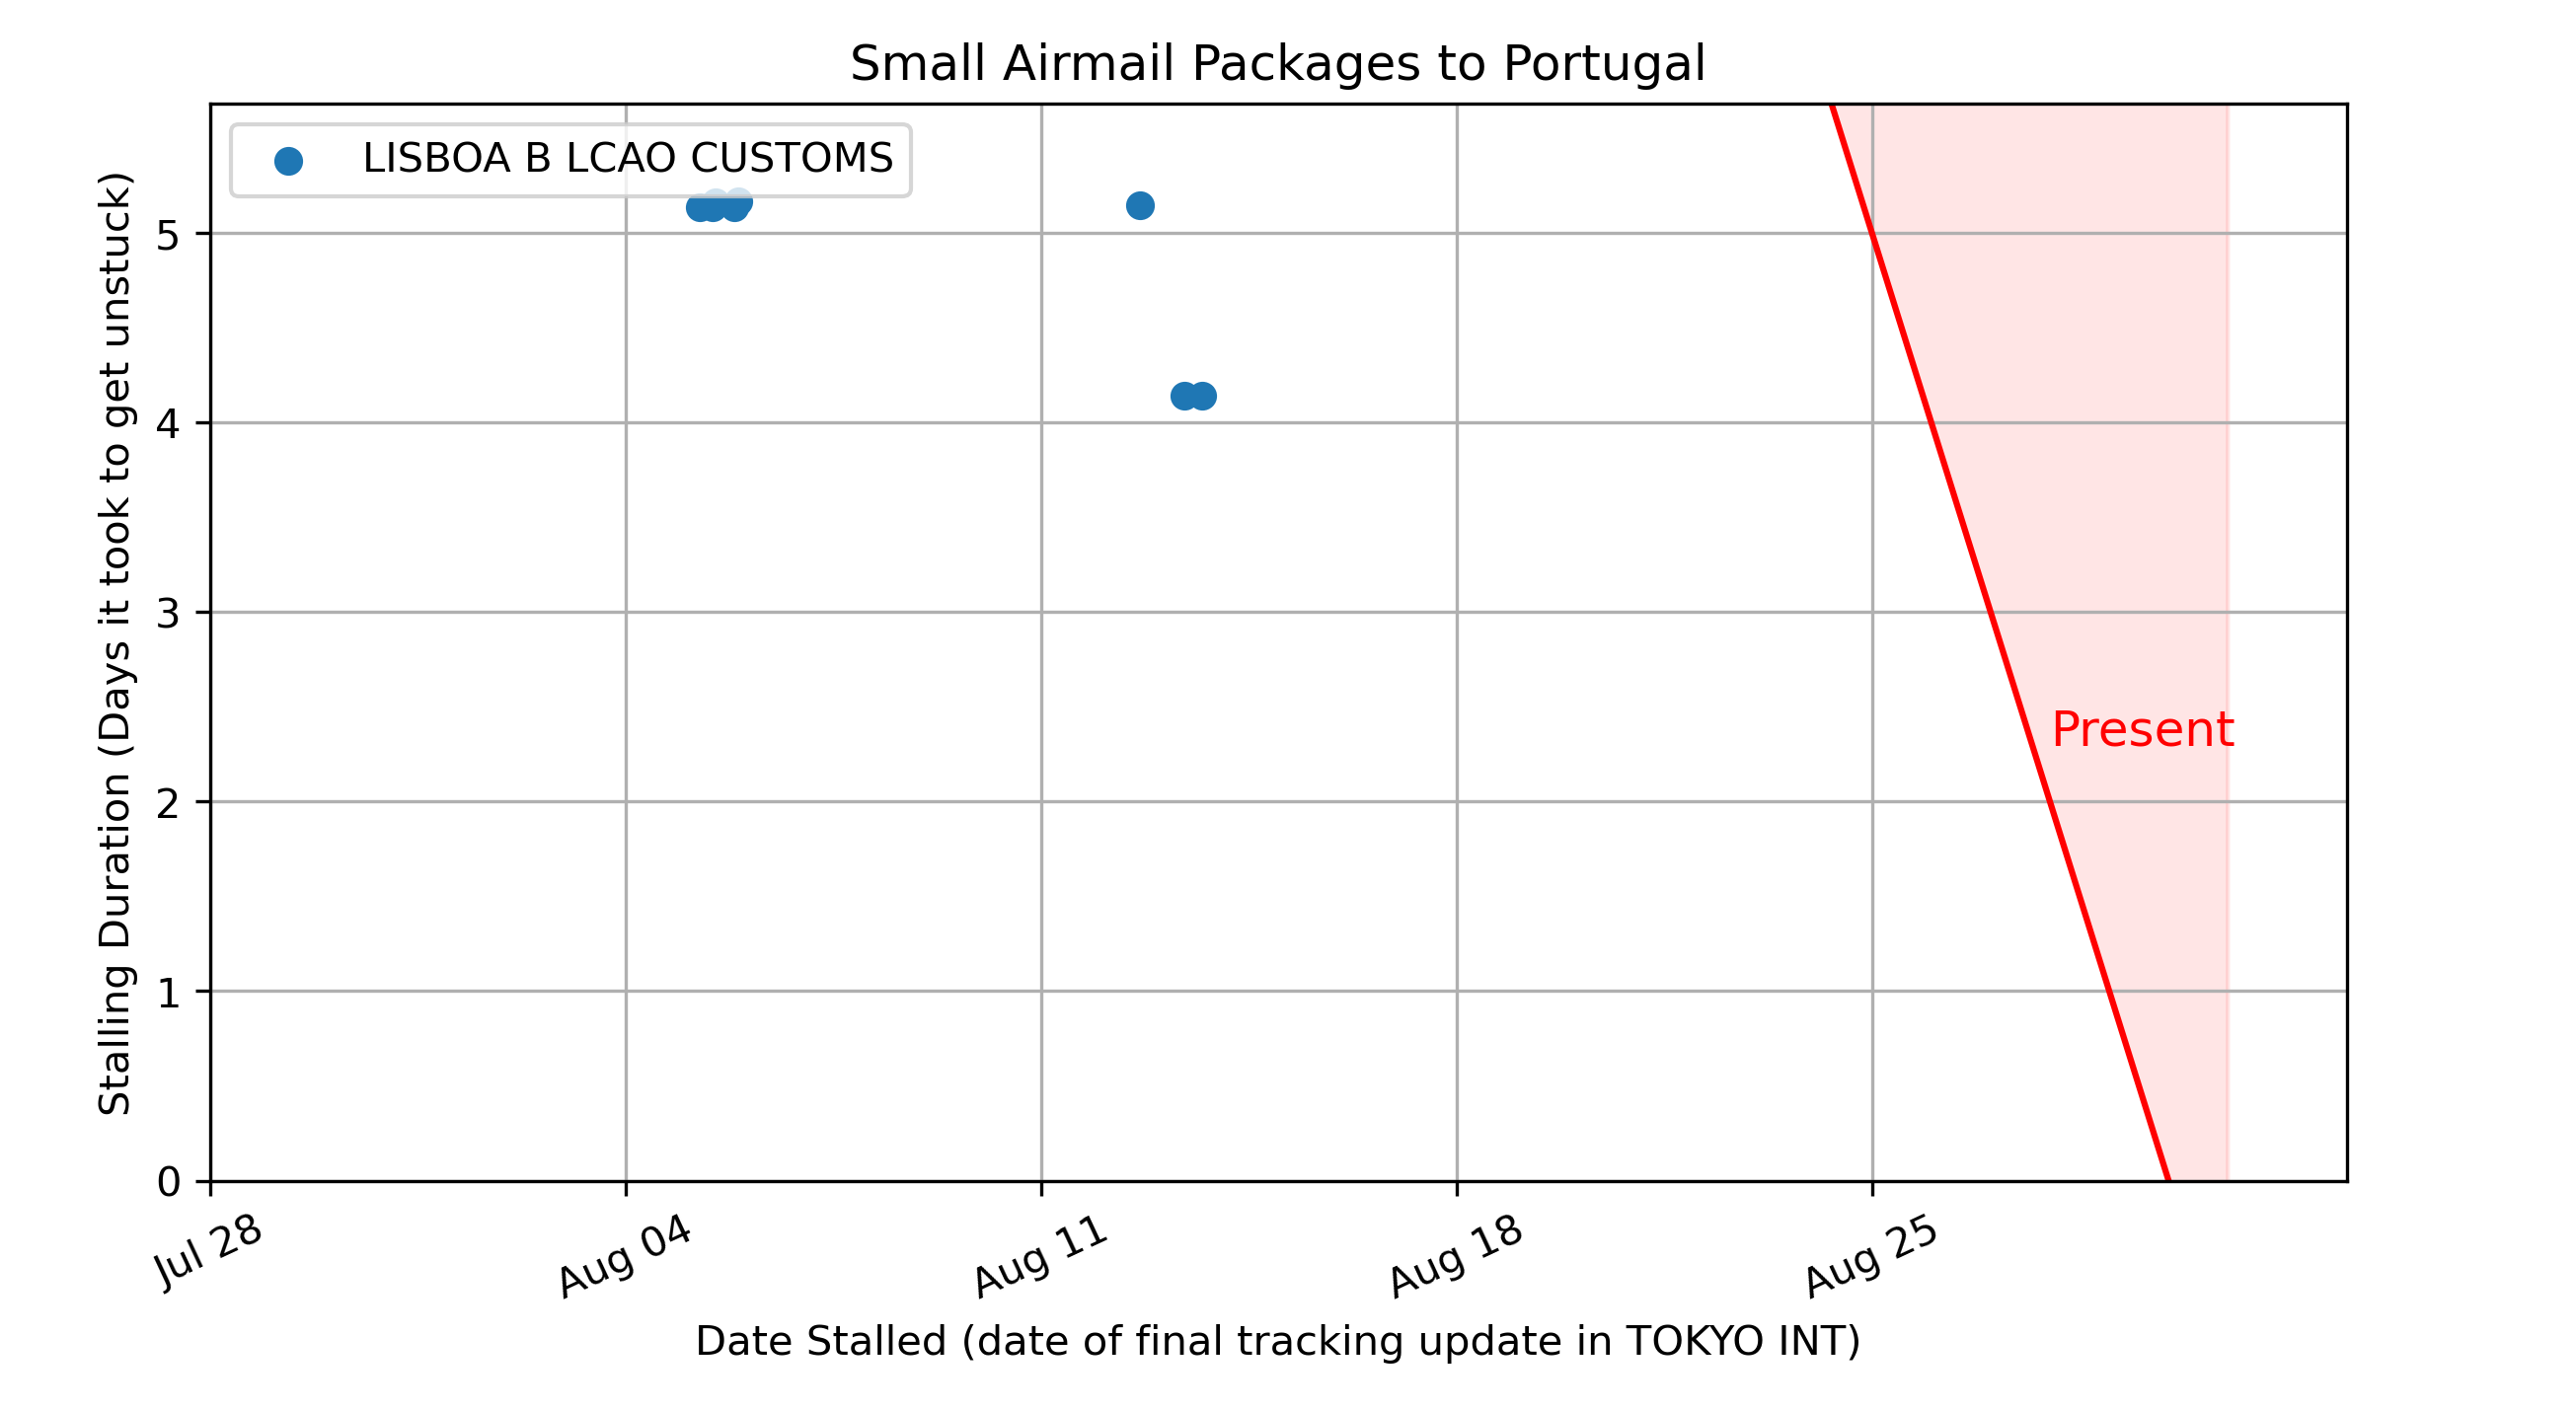 Small Airmail Packages to Portugal
LISBOA B LCAO CUSTOMS
Stalling Duration (Days it took to get unstuck)
5
4
3
2
1
0
Present
Jul 28
Aug 04
Aug 11
Aug 18
Aug 25
Date Stalled (date of final tracking update in TOKYO INT)